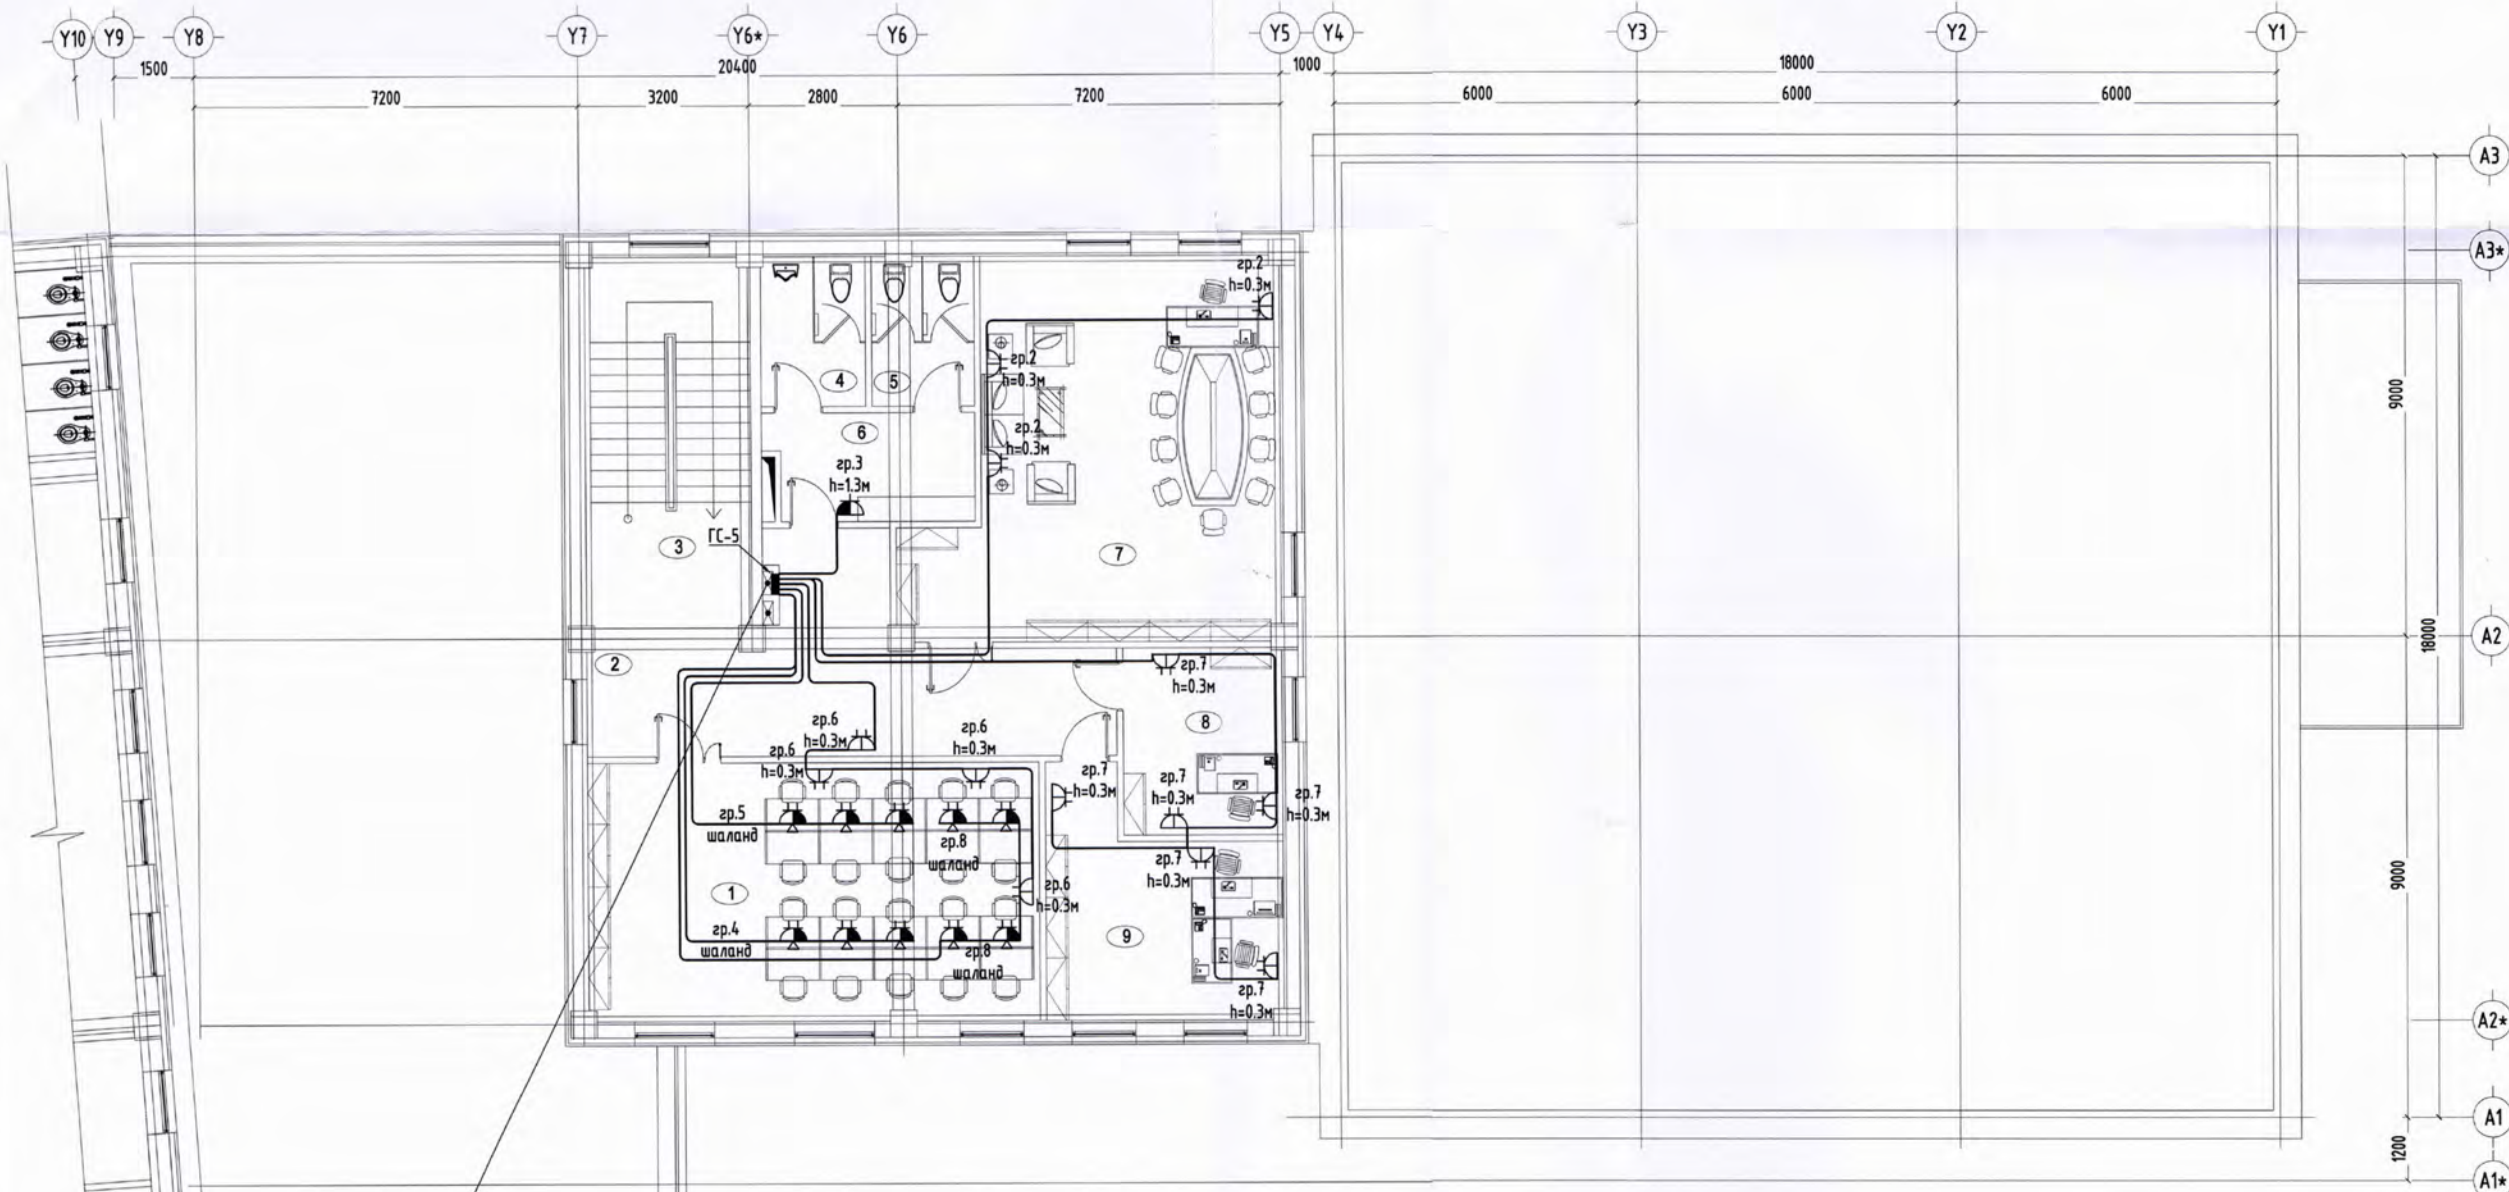 Y10 Y9 Y8 Y7 Y6* Y6 Y5 Y4 Y3 Y2 Y1
1500 20400 1000 18000
7200 3200 2800 7200 6000 6000 6000
A3
A3*
гр.2
h=0.3м
гр.2
h=0.3м
4 5
9000
6
гр.2
h=0.3м
гр.3
h=1.3м
ГС-5
3
7
A2
18000
2
гр.7
h=0.3м
8
гр.6
h=0.3м
гр.6
h=0.3м
гр.6
h=0.3м
гр.7
h=0.3м
гр.7
h=0.3м
гр.7
h=0.3м
гр.5
шаланд
гр.8
шаланд
гр.7
h=0.3м
9000
1
гр.6
h=0.3м
гр.4
шаланд
9
гр.8
шаланд
гр.7
h=0.3м
A2*
A1
1200
A1*